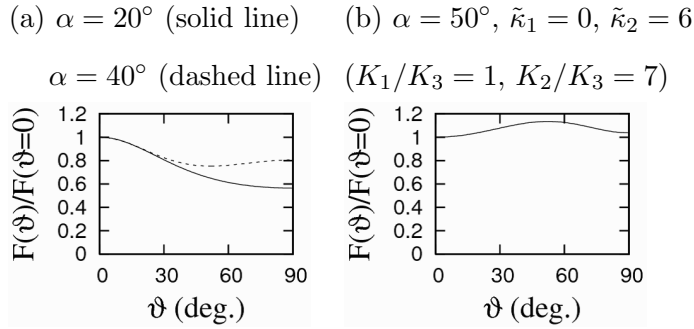 (a) α = 20° (solid line)
α = 40° (dashed line)
F(ϑ)/F(ϑ=0)
1.2
1
0.8
0.6
0.4
0.2
0
0 30 60 90
ϑ (deg.)
(b) α = 50°, κ̃₁ = 0, κ̃₂ = 6
(K₁/K₃ = 1, K₂/K₃ = 7)
F(ϑ)/F(ϑ=0)
1.2
1
0.8
0.6
0.4
0.2
0
0 30 60 90
ϑ (deg.)